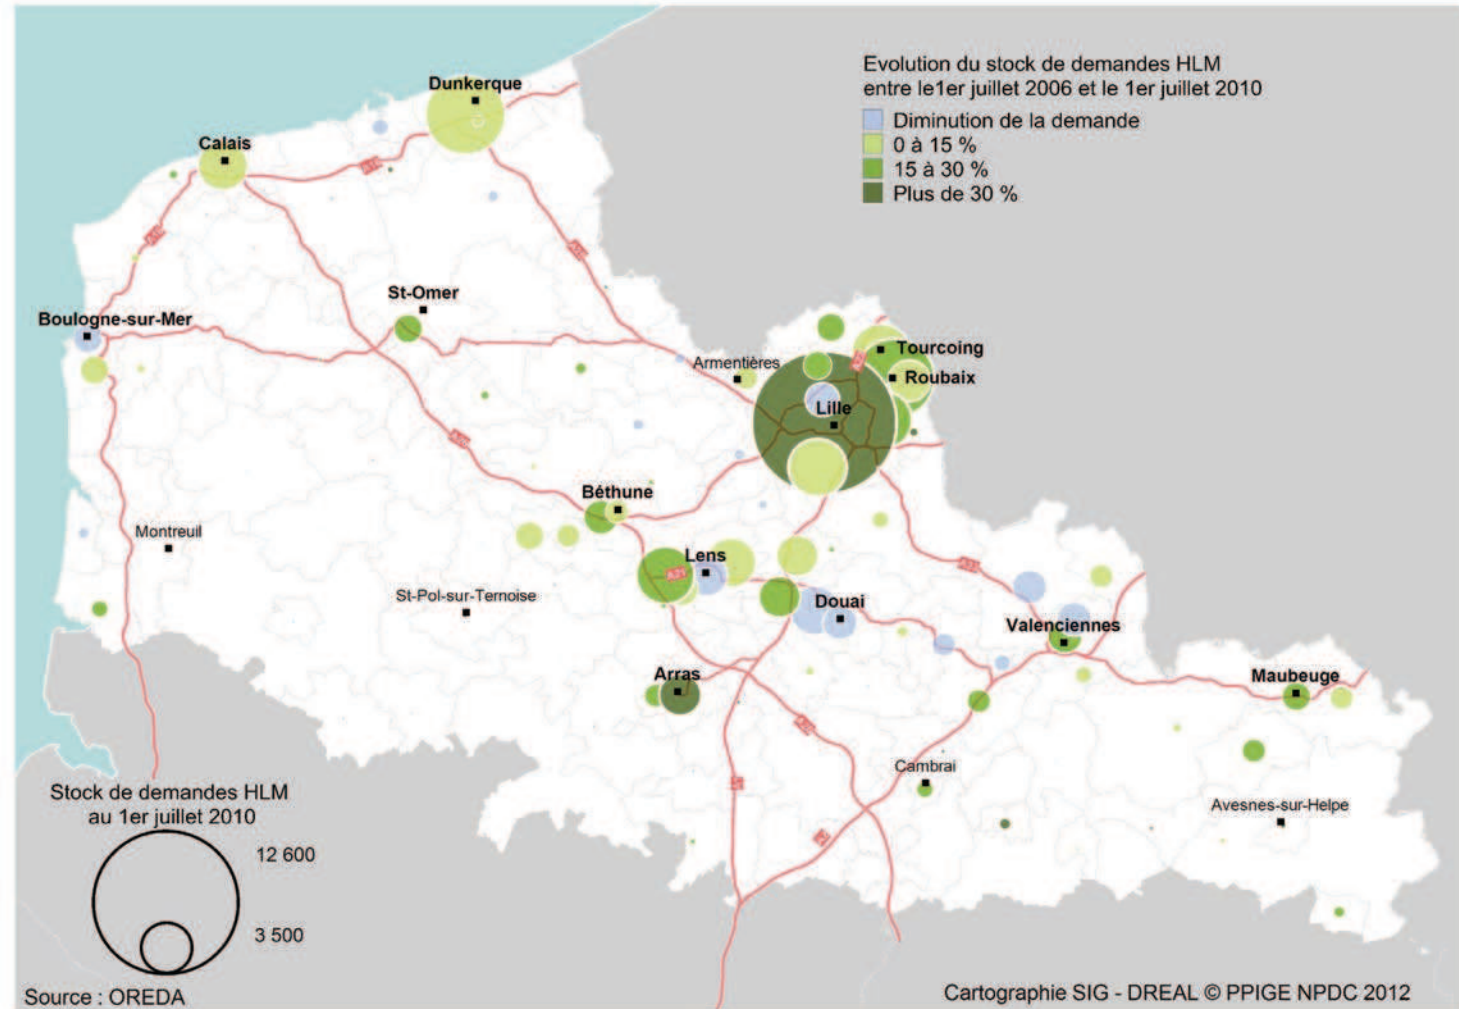 Evolution du stock de demandes HLM
entre le1er juillet 2006 et le 1er juillet 2010
Diminution de la demande
0 à 15 %
15 à 30 %
Plus de 30 %
Dunkerque
Calais
St-Omer
Boulogne-sur-Mer
Armentières
Tourcoing
Roubaix
Lille
Béthune
Montreuil
Lens
St-Pol-sur-Ternoise
Douai
Valenciennes
Arras
Maubeuge
Cambrai
Avesnes-sur-Helpe
Stock de demandes HLM
au 1er juillet 2010
12 600
3 500
Source : OREDA
Cartographie SIG - DREAL © PPIGE NPDC 2012